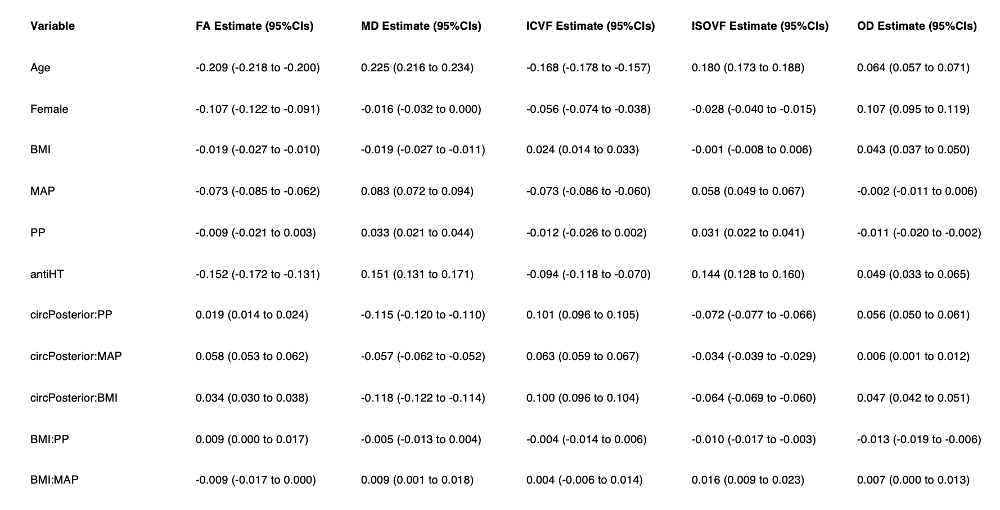 Variable FA Estimate (95%CIs) MD Estimate (95%CIs) ICVF Estimate (95%CIs) ISOVF Estimate (95%CIs) OD Estimate (95%CIs)
Age -0.209 (-0.218 to -0.200) 0.225 (0.216 to 0.234) -0.168 (-0.178 to -0.157) 0.180 (0.173 to 0.188) 0.064 (0.057 to 0.071)
Female -0.107 (-0.122 to -0.091) -0.016 (-0.032 to 0.000) -0.056 (-0.074 to -0.038) -0.028 (-0.040 to -0.015) 0.107 (0.095 to 0.119)
BMI -0.019 (-0.027 to -0.010) -0.019 (-0.027 to -0.011) 0.024 (0.014 to 0.033) -0.001 (-0.008 to 0.006) 0.043 (0.037 to 0.050)
MAP -0.073 (-0.085 to -0.062) 0.083 (0.072 to 0.094) -0.073 (-0.086 to -0.060) 0.058 (0.049 to 0.067) -0.002 (-0.011 to 0.006)
PP -0.009 (-0.021 to 0.003) 0.033 (0.021 to 0.044) -0.012 (-0.026 to 0.002) 0.031 (0.022 to 0.041) -0.011 (-0.020 to -0.002)
antiHT -0.152 (-0.172 to -0.131) 0.151 (0.131 to 0.171) -0.094 (-0.118 to -0.070) 0.144 (0.128 to 0.160) 0.049 (0.033 to 0.065)
circPosterior:PP 0.019 (0.014 to 0.024) -0.115 (-0.120 to -0.110) 0.101 (0.096 to 0.105) -0.072 (-0.077 to -0.066) 0.056 (0.050 to 0.061)
circPosterior:MAP 0.058 (0.053 to 0.062) -0.057 (-0.062 to -0.052) 0.063 (0.059 to 0.067) -0.034 (-0.039 to -0.029) 0.006 (0.001 to 0.012)
circPosterior:BMI 0.034 (0.030 to 0.038) -0.118 (-0.122 to -0.114) 0.100 (0.096 to 0.104) -0.064 (-0.069 to -0.060) 0.047 (0.042 to 0.051)
BMI:PP 0.009 (0.000 to 0.017) -0.005 (-0.013 to 0.004) -0.004 (-0.014 to 0.006) -0.010 (-0.017 to -0.003) -0.013 (-0.019 to -0.006)
BMI:MAP -0.009 (-0.017 to 0.000) 0.009 (0.001 to 0.018) 0.004 (-0.006 to 0.014) 0.016 (0.009 to 0.023) 0.007 (0.000 to 0.013)